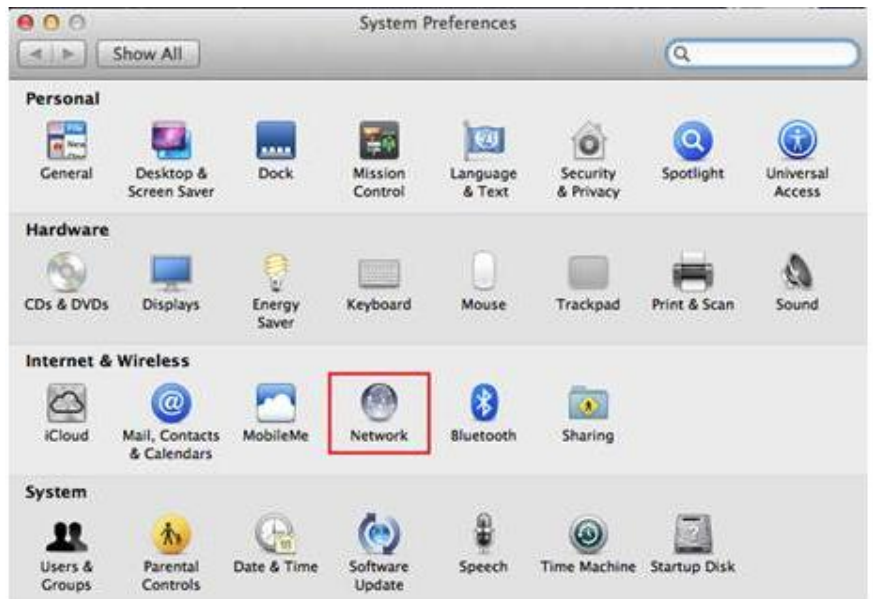 System Preferences
Show All
Personal
General
Desktop & Screen Saver
Dock
Mission Control
Language & Text
Security & Privacy
Spotlight
Universal Access
Hardware
CDs & DVDs
Displays
Energy Saver
Keyboard
Mouse
Trackpad
Print & Scan
Sound
Internet & Wireless
iCloud
Mail, Contacts & Calendars
MobileMe
Network
Bluetooth
Sharing
System
Users & Groups
Parental Controls
Date & Time
Software Update
Speech
Time Machine
Startup Disk